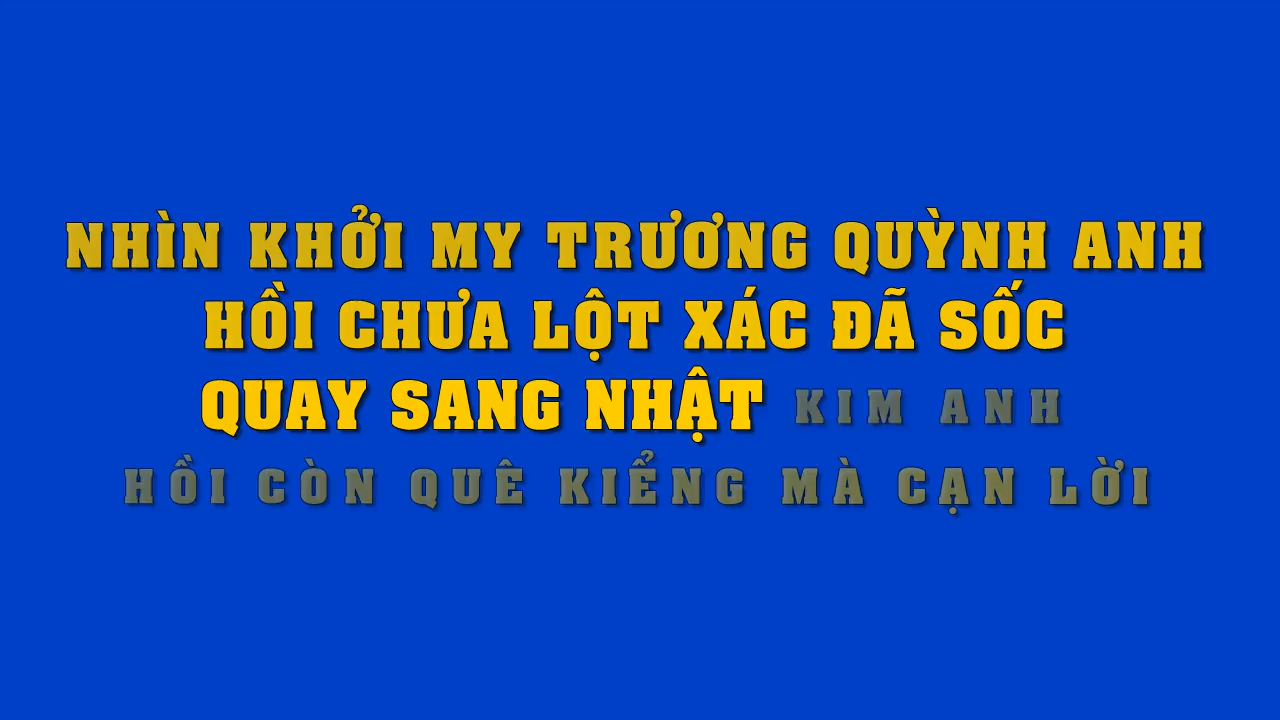 NHÌN KHỞI MY TRƯƠNG QUỲNH ANH
HỒI CHƯA LỘT XÁC ĐÃ SỐC
QUAY SANG NHẬT KIM ANH
HỒI CÒN QUÊ KIỂNG MÀ CẠN LỜI